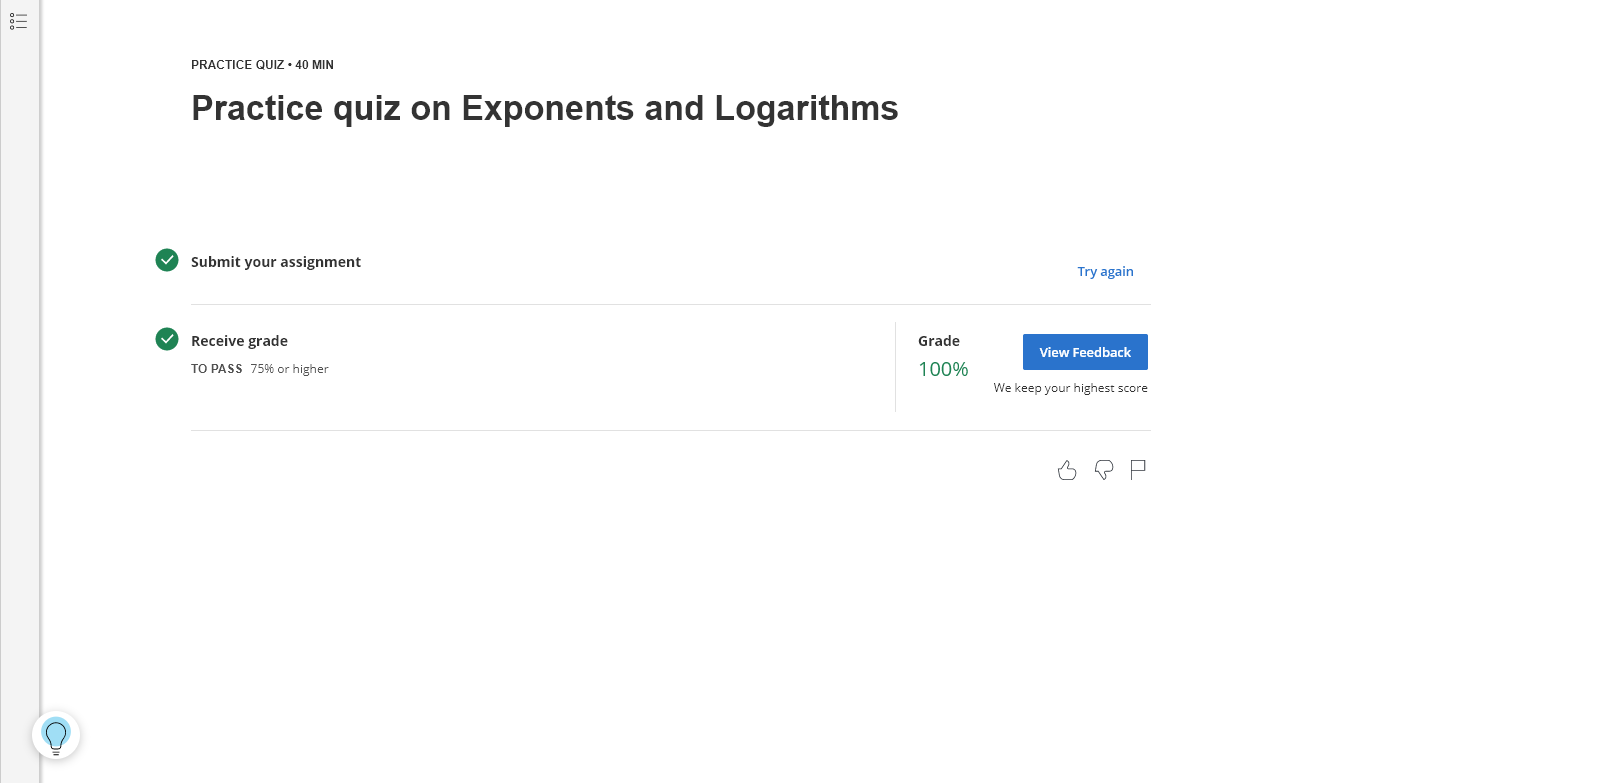 PRACTICE QUIZ • 40 MIN
Practice quiz on Exponents and Logarithms
Submit your assignment
Try again
Receive grade
TO PASS 75% or higher
Grade
100%
View Feedback
We keep your highest score